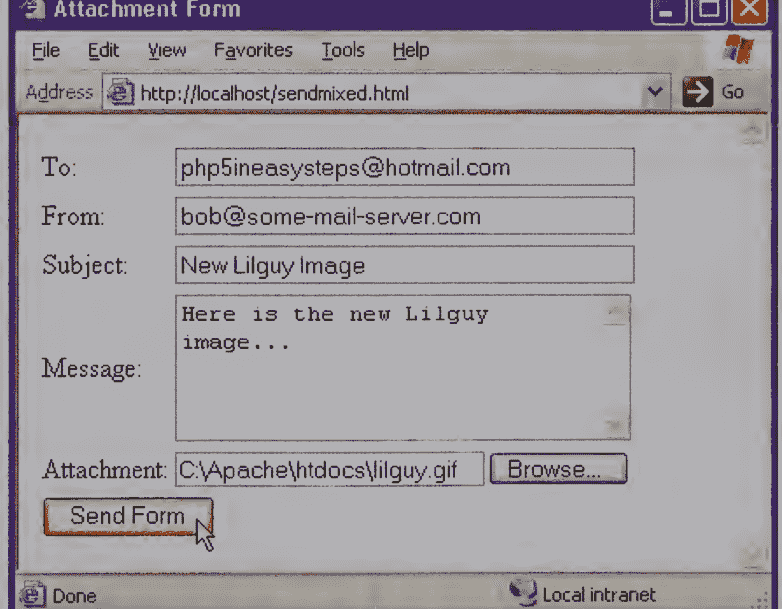 Attachment Form
File Edit View Favorites Tools Help
Address http://localhost/sendmixed.html Go
To: php5ineasysteps@hotmail.com
From: bob@some-mail-server.com
Subject: New Lilguy Image
Message: Here is the new Lilguy
image...
Attachment: C:\Apache\htdocs\lilguy.gif Browse...
Send Form
Done Local intranet